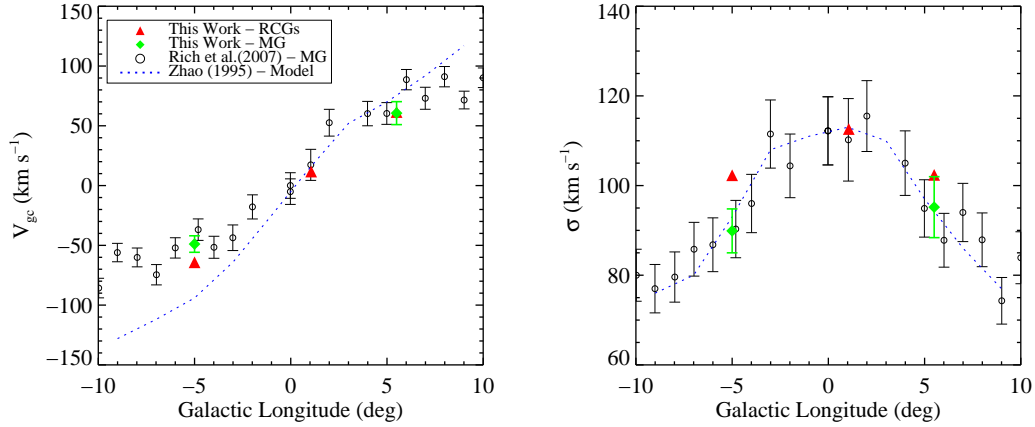 150
100
50
0
−50
−100
−150
V_gc (km s⁻¹)
This Work − RCGs
This Work − MG
Rich et al.(2007) − MG
Zhao (1995) − Model
−10 −5 0 5 10
Galactic Longitude (deg)
140
120
100
80
60
σ (km s⁻¹)
−10 −5 0 5 10
Galactic Longitude (deg)